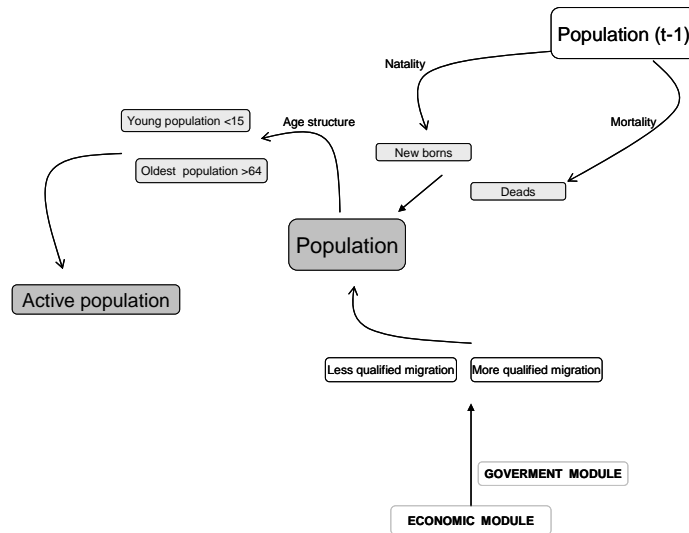 Population (t-1)
Natality
Young population <15
Age structure
Mortality
New borns
Oldest population >64
Deads
Population
Active population
Less qualified migration
More qualified migration
GOVERMENT MODULE
ECONOMIC MODULE